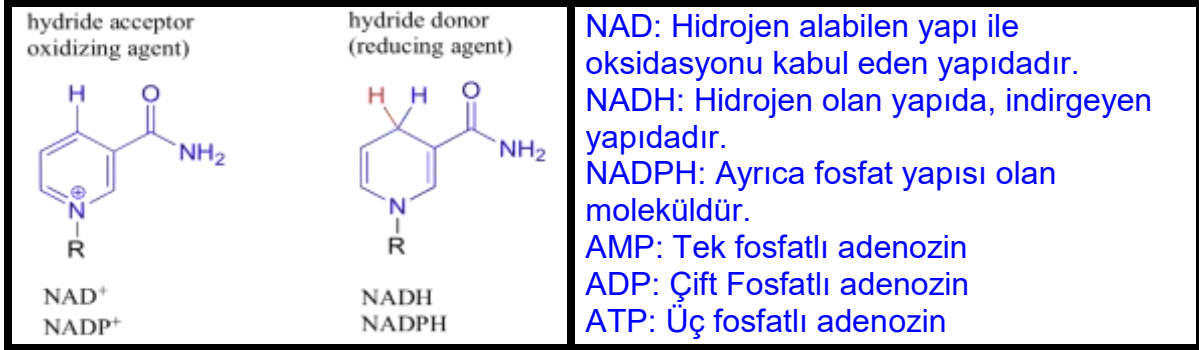 hydride acceptor
oxidizing agent)
hydride donor
(reducing agent)
H
O
NH2
N
⊕
R
H
H
O
NH2
N
R
NAD+
NADP+
NADH
NADPH
NAD: Hidrojen alabilen yapı ile
oksidasyonu kabul eden yapıdadır.
NADH: Hidrojen olan yapıda, indirgeyen
yapıdadır.
NADPH: Ayrıca fosfat yapısı olan
moleküldür.
AMP: Tek fosfatlı adenozin
ADP: Çift Fosfatlı adenozin
ATP: Üç fosfatlı adenozin